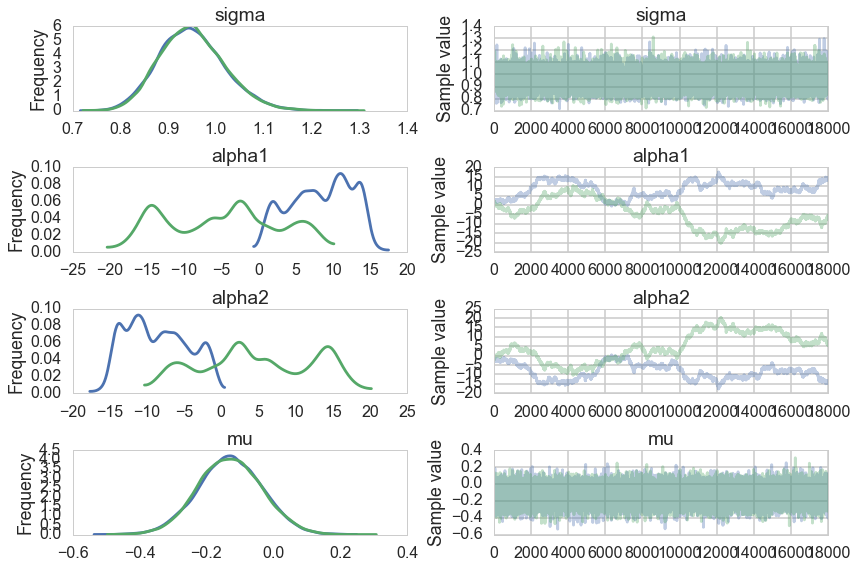 sigma
Frequency
6
5
4
3
2
1
0
0.7 0.8 0.9 1.0 1.1 1.2 1.3 1.4
sigma
Sample value
1.4
1.3
1.2
1.1
1.0
0.9
0.8
0.7
0 2000 4000 6000 8000 10000 12000 14000 16000 18000
alpha1
Frequency
0.10
0.08
0.06
0.04
0.02
0.00
−25 −20 −15 −10 −5 0 5 10 15 20
alpha1
Sample value
20
15
10
5
0
−5
−10
−15
−20
−25
0 2000 4000 6000 8000 10000 12000 14000 16000 18000
alpha2
Frequency
0.10
0.08
0.06
0.04
0.02
0.00
−20 −15 −10 −5 0 5 10 15 20 25
alpha2
Sample value
25
20
15
10
5
0
−5
−10
−15
−20
0 2000 4000 6000 8000 10000 12000 14000 16000 18000
mu
Frequency
4.5
4.0
3.5
3.0
2.5
2.0
1.5
1.0
0.5
0.0
−0.6 −0.4 −0.2 0.0 0.2 0.4
mu
Sample value
0.4
0.2
0.0
−0.2
−0.4
−0.6
0 2000 4000 6000 8000 10000 12000 14000 16000 18000